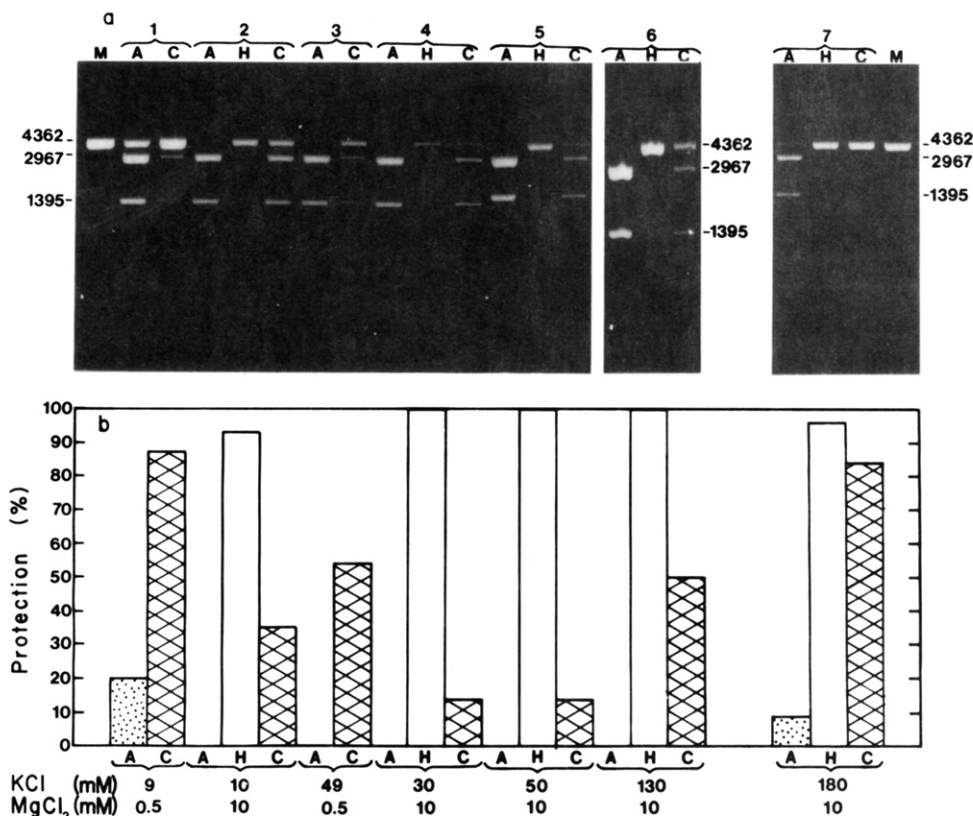 a
1 2 3 4 5 6 7
M A C A H C A C A H C A H C A H C A H C M
4362
2967
1395
-4362
-2967
-1395
-4362
-2967
-1395
b
Protection (%)
100
90
80
70
60
50
40
30
20
10
0
A C A H C A C A H C A H C A H C A H C
KCl (mM) 9 10 49 30 50 130 180
MgCl₂(mM) 0.5 10 0.5 10 10 10 10